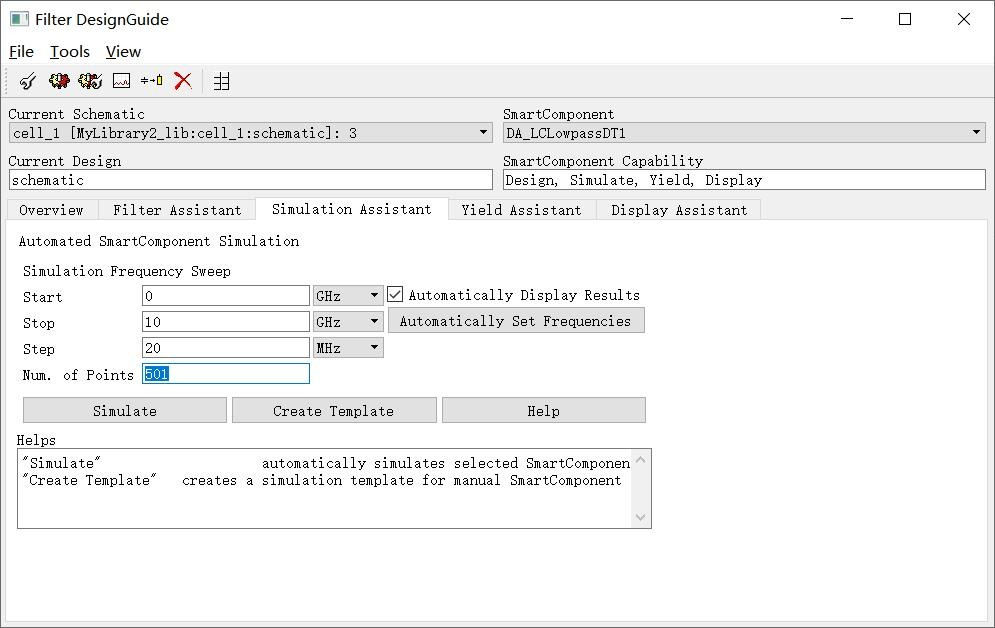 Filter DesignGuide
File Tools View
Current Schematic
SmartComponent
cell_1 [MyLibrary2_lib:cell_1:schematic]: 3
DA_LCLowpassDT1
Current Design
SmartComponent Capability
schematic
Design, Simulate, Yield, Display
Overview Filter Assistant Simulation Assistant Yield Assistant Display Assistant
Automated SmartComponent Simulation
Simulation Frequency Sweep
Start 0 GHz Automatically Display Results
Stop 10 GHz Automatically Set Frequencies
Step 20 MHz
Num. of Points 501
Simulate Create Template Help
Helps
"Simulate" automatically simulates selected SmartComponen
"Create Template" creates a simulation template for manual SmartComponent